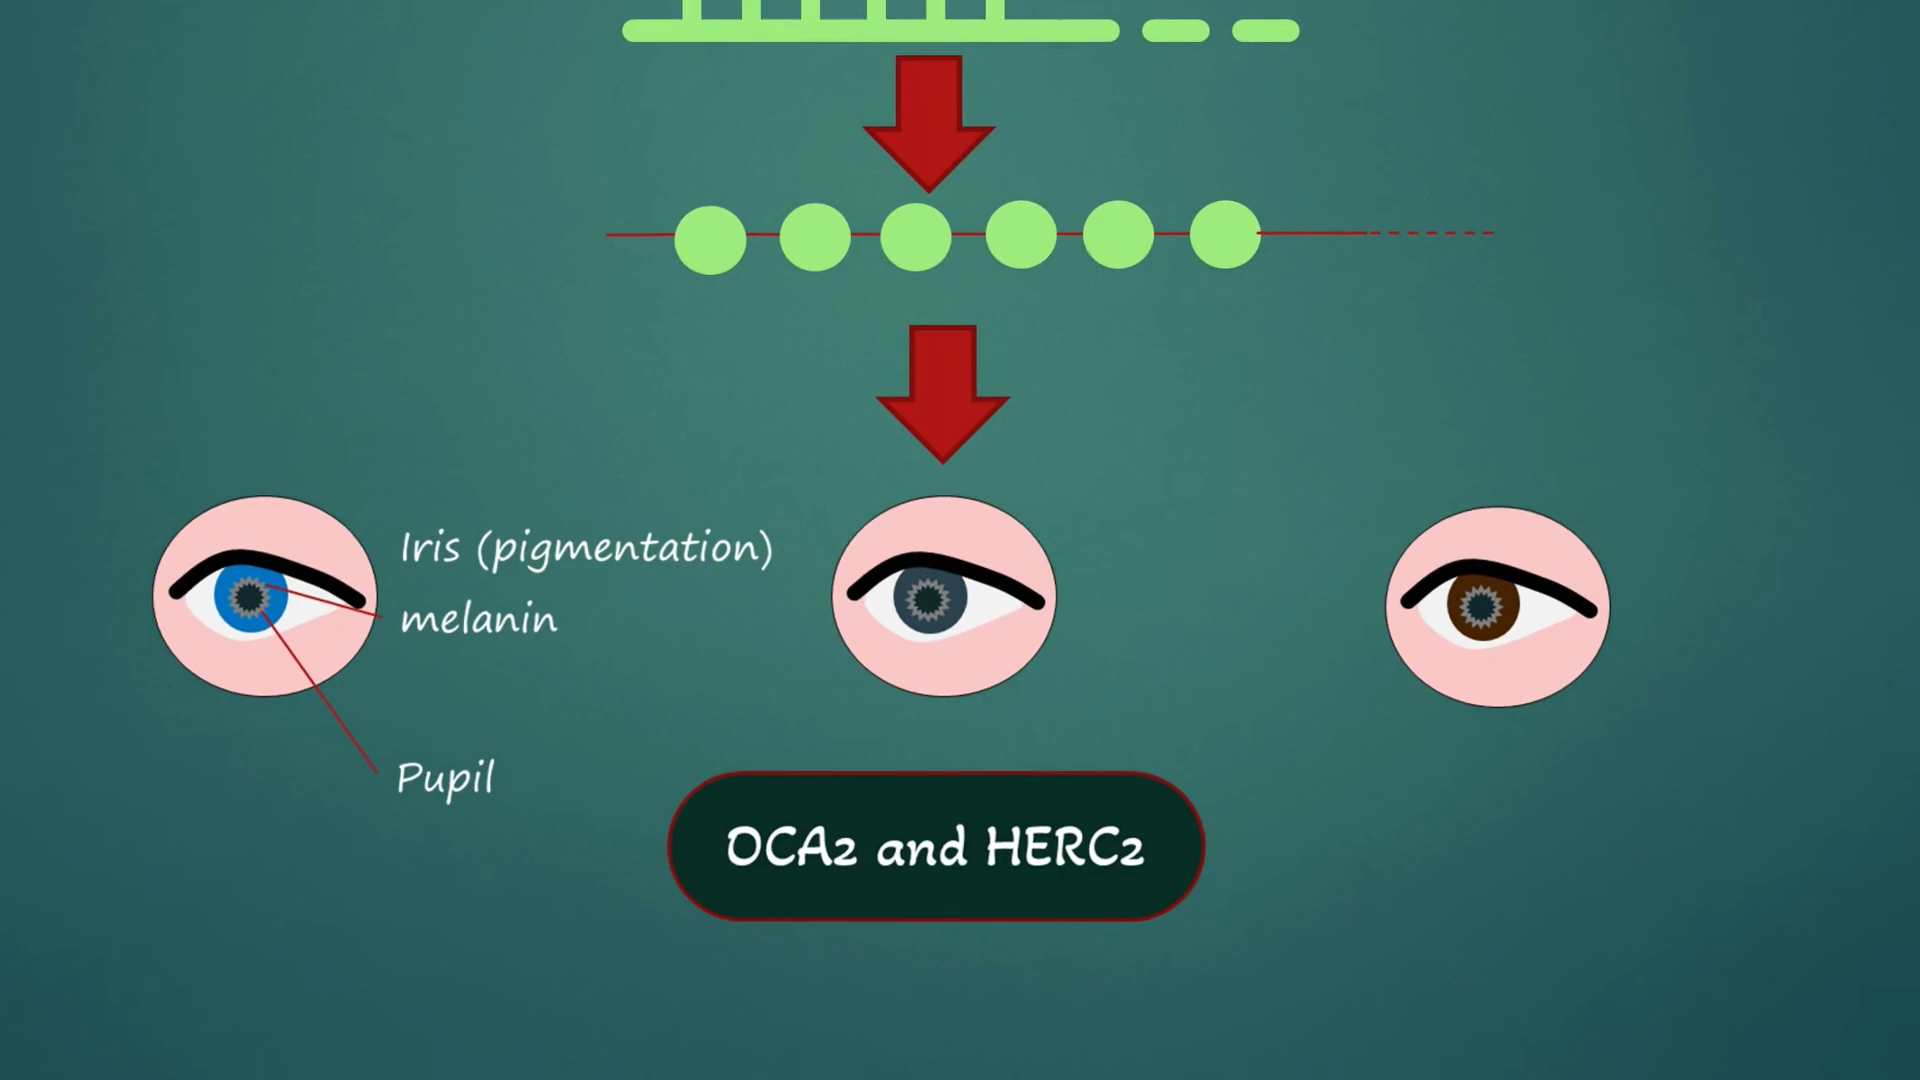 Iris (pigmentation)
melanin
Pupil
OCA2 and HERC2